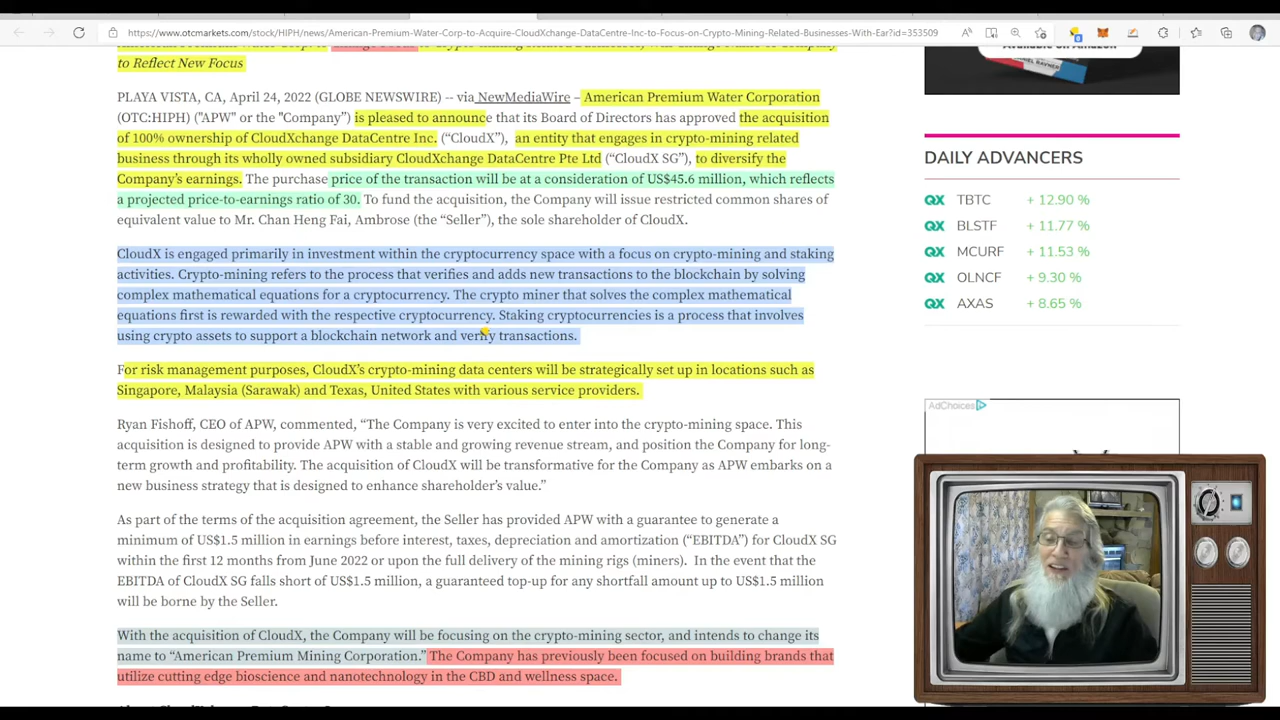 https://www.otcmarkets.com/stock/HIPH/news/American-Premium-Water-Corp-to-Acquire-CloudXchange-DataCentre-Inc-to-Focus-on-Crypto-Mining-Related-Businesses-With-Ear?id=353509
to Reflect New Focus
PLAYA VISTA, CA, April 24, 2022 (GLOBE NEWSWIRE) -- via NewMediaWire – American Premium Water Corporation
(OTC:HIPH) ("APW" or the "Company") is pleased to announce that its Board of Directors has approved the acquisition
of 100% ownership of CloudXchange DataCentre Inc. (“CloudX”), an entity that engages in crypto-mining related
business through its wholly owned subsidiary CloudXchange DataCentre Pte Ltd (“CloudX SG”), to diversify the
Company’s earnings. The purchase price of the transaction will be at a consideration of US$45.6 million, which reflects
a projected price-to-earnings ratio of 30. To fund the acquisition, the Company will issue restricted common shares of
equivalent value to Mr. Chan Heng Fai, Ambrose (the “Seller”), the sole shareholder of CloudX.
CloudX is engaged primarily in investment within the cryptocurrency space with a focus on crypto-mining and staking
activities. Crypto-mining refers to the process that verifies and adds new transactions to the blockchain by solving
complex mathematical equations for a cryptocurrency. The crypto miner that solves the complex mathematical
equations first is rewarded with the respective cryptocurrency. Staking cryptocurrencies is a process that involves
using crypto assets to support a blockchain network and verify transactions.
For risk management purposes, CloudX’s crypto-mining data centers will be strategically set up in locations such as
Singapore, Malaysia (Sarawak) and Texas, United States with various service providers.
Ryan Fishoff, CEO of APW, commented, “The Company is very excited to enter into the crypto-mining space. This
acquisition is designed to provide APW with a stable and growing revenue stream, and position the Company for long-
term growth and profitability. The acquisition of CloudX will be transformative for the Company as APW embarks on a
new business strategy that is designed to enhance shareholder’s value.”
As part of the terms of the acquisition agreement, the Seller has provided APW with a guarantee to generate a
minimum of US$1.5 million in earnings before interest, taxes, depreciation and amortization (“EBITDA”) for CloudX SG
within the first 12 months from June 2022 or upon the full delivery of the mining rigs (miners). In the event that the
EBITDA of CloudX SG falls short of US$1.5 million, a guaranteed top-up for any shortfall amount up to US$1.5 million
will be borne by the Seller.
With the acquisition of CloudX, the Company will be focusing on the crypto-mining sector, and intends to change its
name to “American Premium Mining Corporation.” The Company has previously been focused on building brands that
utilize cutting edge bioscience and nanotechnology in the CBD and wellness space.
DAILY ADVANCERS
QX TBTC + 12.90 %
QX BLSTF + 11.77 %
QX MCURF + 11.53 %
QX OLNCF + 9.30 %
QX AXAS + 8.65 %
AdChoices